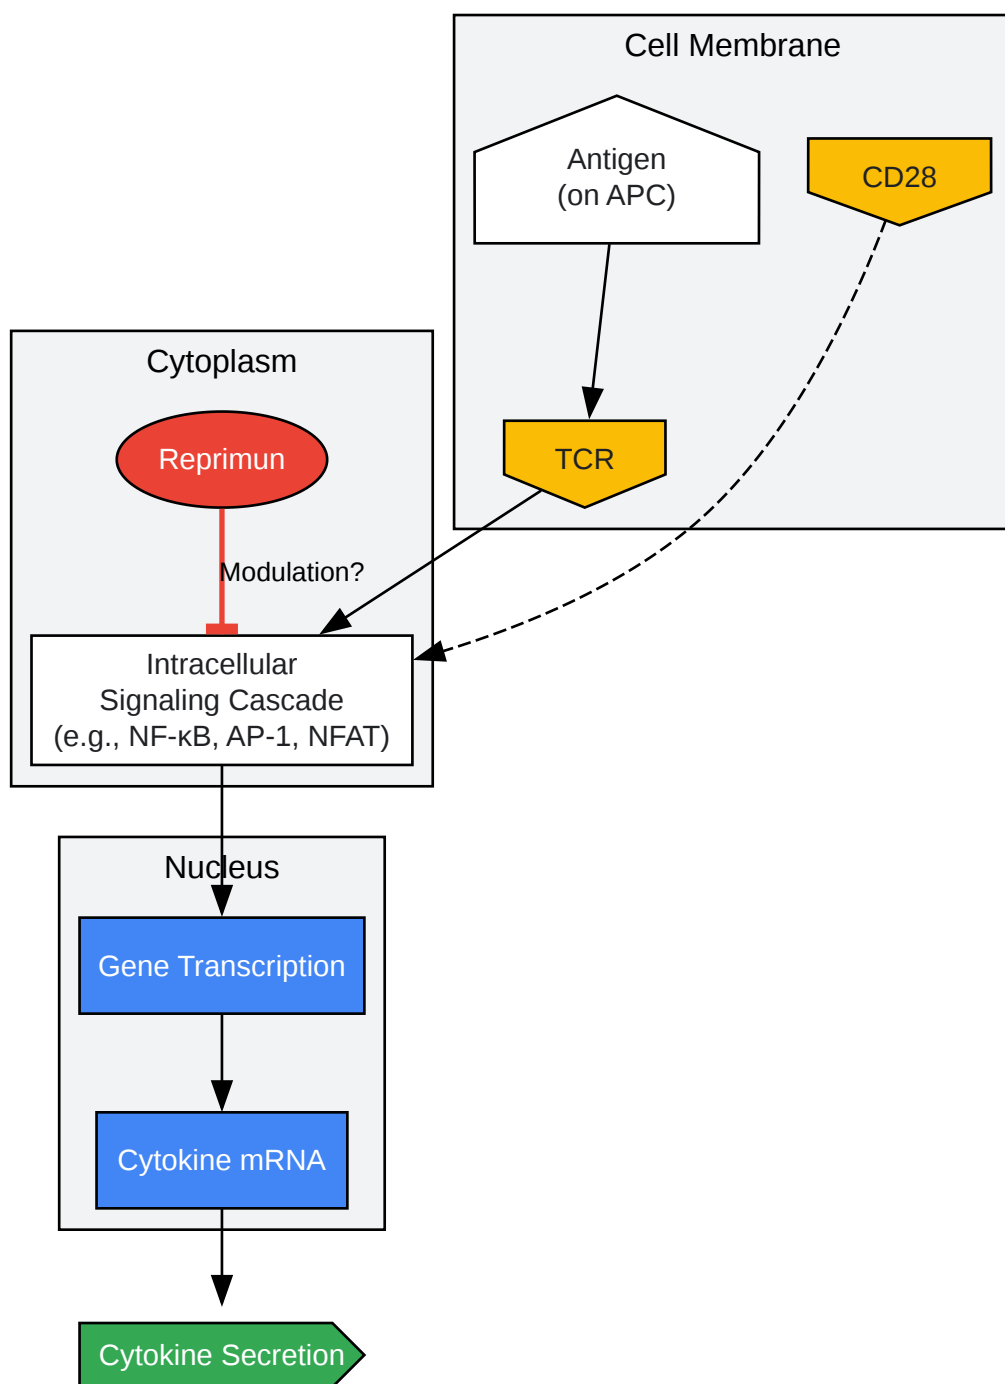 Cell Membrane
Antigen
(on APC)
CD28
Cytoplasm
Reprimun
TCR
Modulation?
Intracellular
Signaling Cascade
(e.g., NF-κB, AP-1, NFAT)
Nucleus
Gene Transcription
Cytokine mRNA
Cytokine Secretion